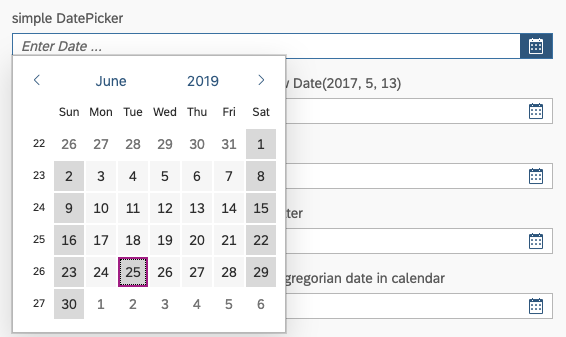 simple DatePicker
Enter Date ...
June 2019
Date(2017, 5, 13)
Sun Mon Tue Wed Thu Fri Sat
22 26 27 28 29 30 31 1
23 2 3 4 5 6 7 8
24 9 10 11 12 13 14 15
25 16 17 18 19 20 21 22
26 23 24 25 26 27 28 29
gregorian date in calendar
27 30 1 2 3 4 5 6